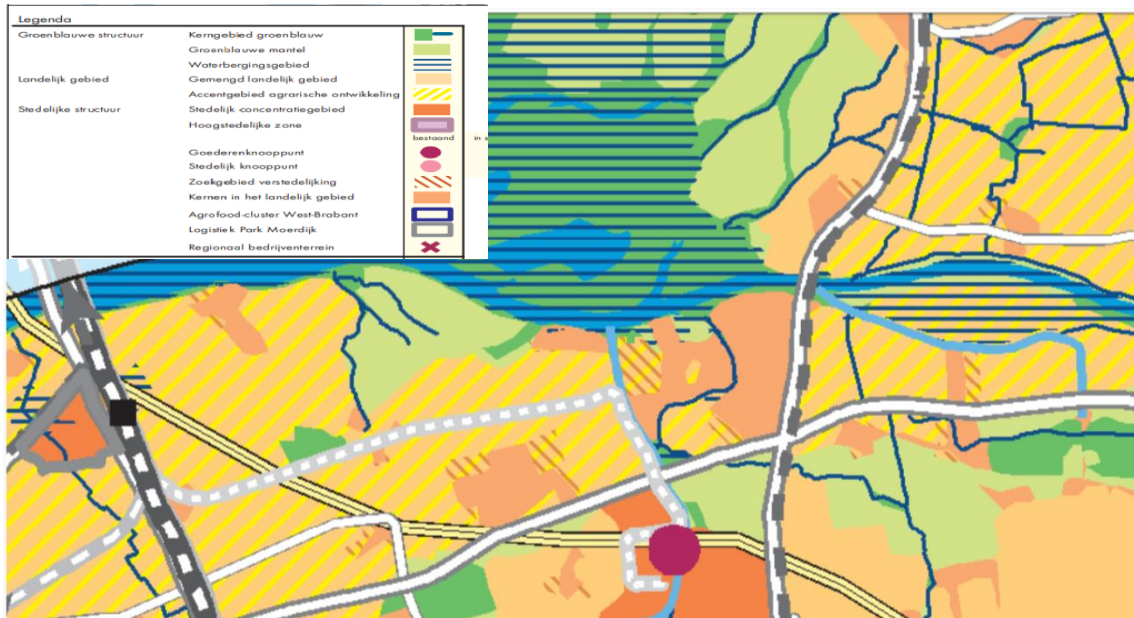 Legenda
Groenblauwe structuur Kerngebied groenblauw
Groenblauwe mantel
Waterbergingsgebied
Landelijk gebied Gemengd landelijk gebied
Accentgebied agrarische ontwikkeling
Stedelijke structuur Stedelijk concentratiegebied
Hoogstedelijke zone
bestaand in s
Goederenknooppunt
Stedelijk knooppunt
Zoekgebied verstedelijking
Kernen in het landelijk gebied
Agrofood-cluster West-Brabant
Logistiek Park Moerdijk
Regionaal bedrijventerrein